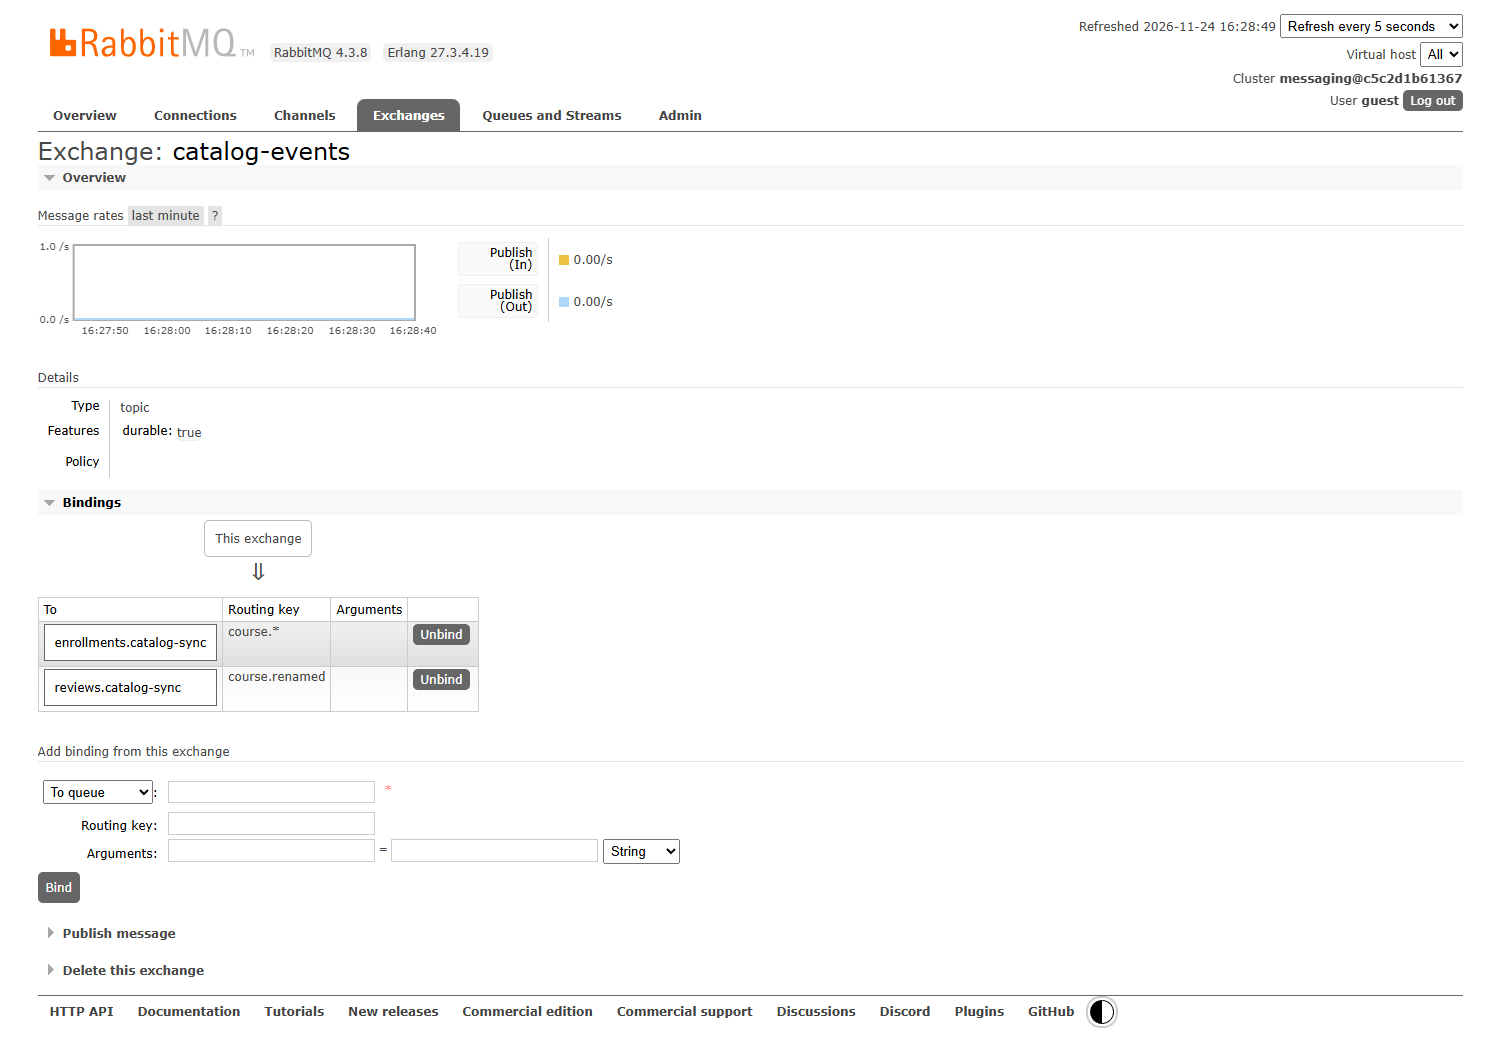 RabbitMQ TM
RabbitMQ 4.3.8
Erlang 27.3.4.19
Refreshed 2026-11-24 16:28:49
Refresh every 5 seconds
Virtual host
All
Cluster messaging@c5c2d1b61367
User guest
Log out
Overview
Connections
Channels
Exchanges
Queues and Streams
Admin
Exchange: catalog-events
Overview
Message rates last minute ?
1.0 /s
0.0 /s
16:27:50 16:28:00 16:28:10 16:28:20 16:28:30 16:28:40
Publish
(In)
0.00/s
Publish
(Out)
0.00/s
Details
Type topic
Features durable: true
Policy
Bindings
This exchange
⇓
To Routing key Arguments
enrollments.catalog-sync course.* Unbind
reviews.catalog-sync course.renamed Unbind
Add binding from this exchange
To queue : *
Routing key:
Arguments: = String
Bind
Publish message
Delete this exchange
HTTP API
Documentation
Tutorials
New releases
Commercial edition
Commercial support
Discussions
Discord
Plugins
GitHub